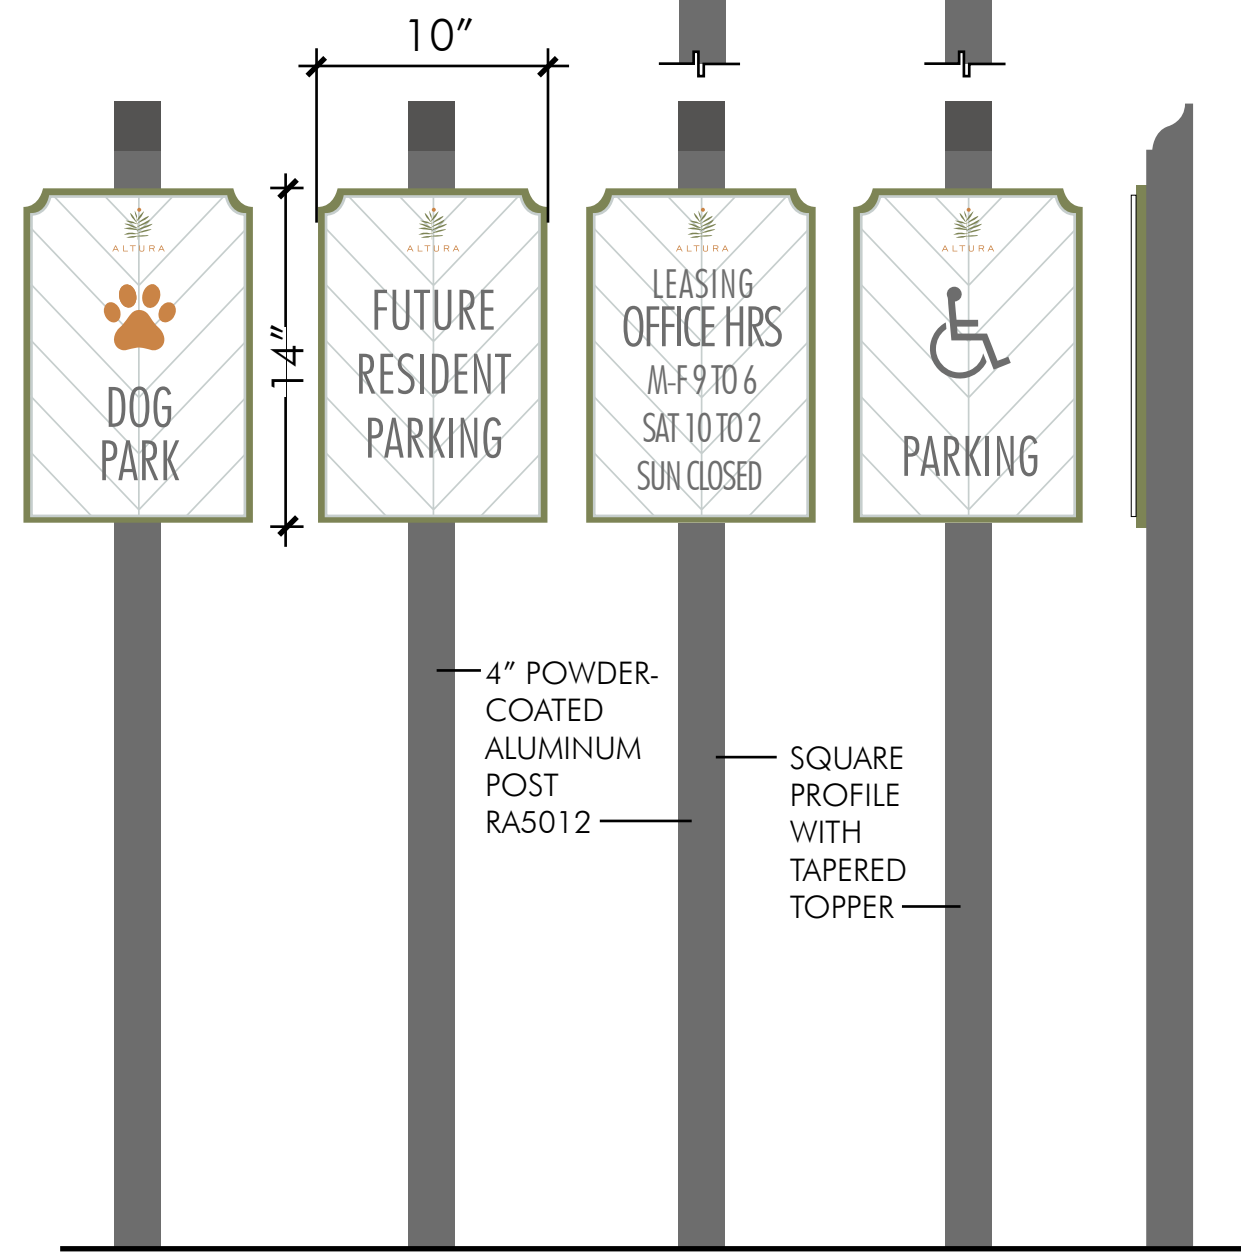 10"
14"
ALTURA
DOG
PARK
ALTURA
FUTURE
RESIDENT
PARKING
ALTURA
LEASING
OFFICE HRS
M-F 9 TO 6
SAT 10 TO 2
SUN CLOSED
ALTURA
PARKING
4" POWDER-
COATED
ALUMINUM
POST
RA5012
SQUARE
PROFILE
WITH
TAPERED
TOPPER